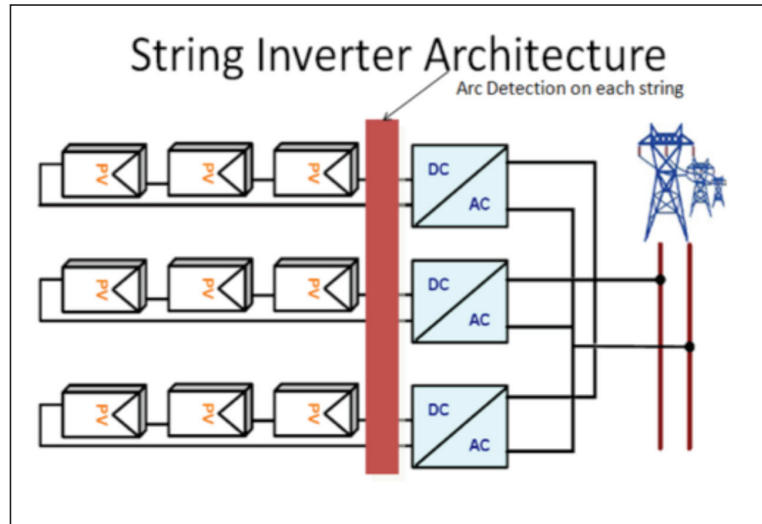 String Inverter Architecture
Arc Detection on each string
PV PV PV
DC
AC
PV PV PV
DC
AC
PV PV PV
DC
AC